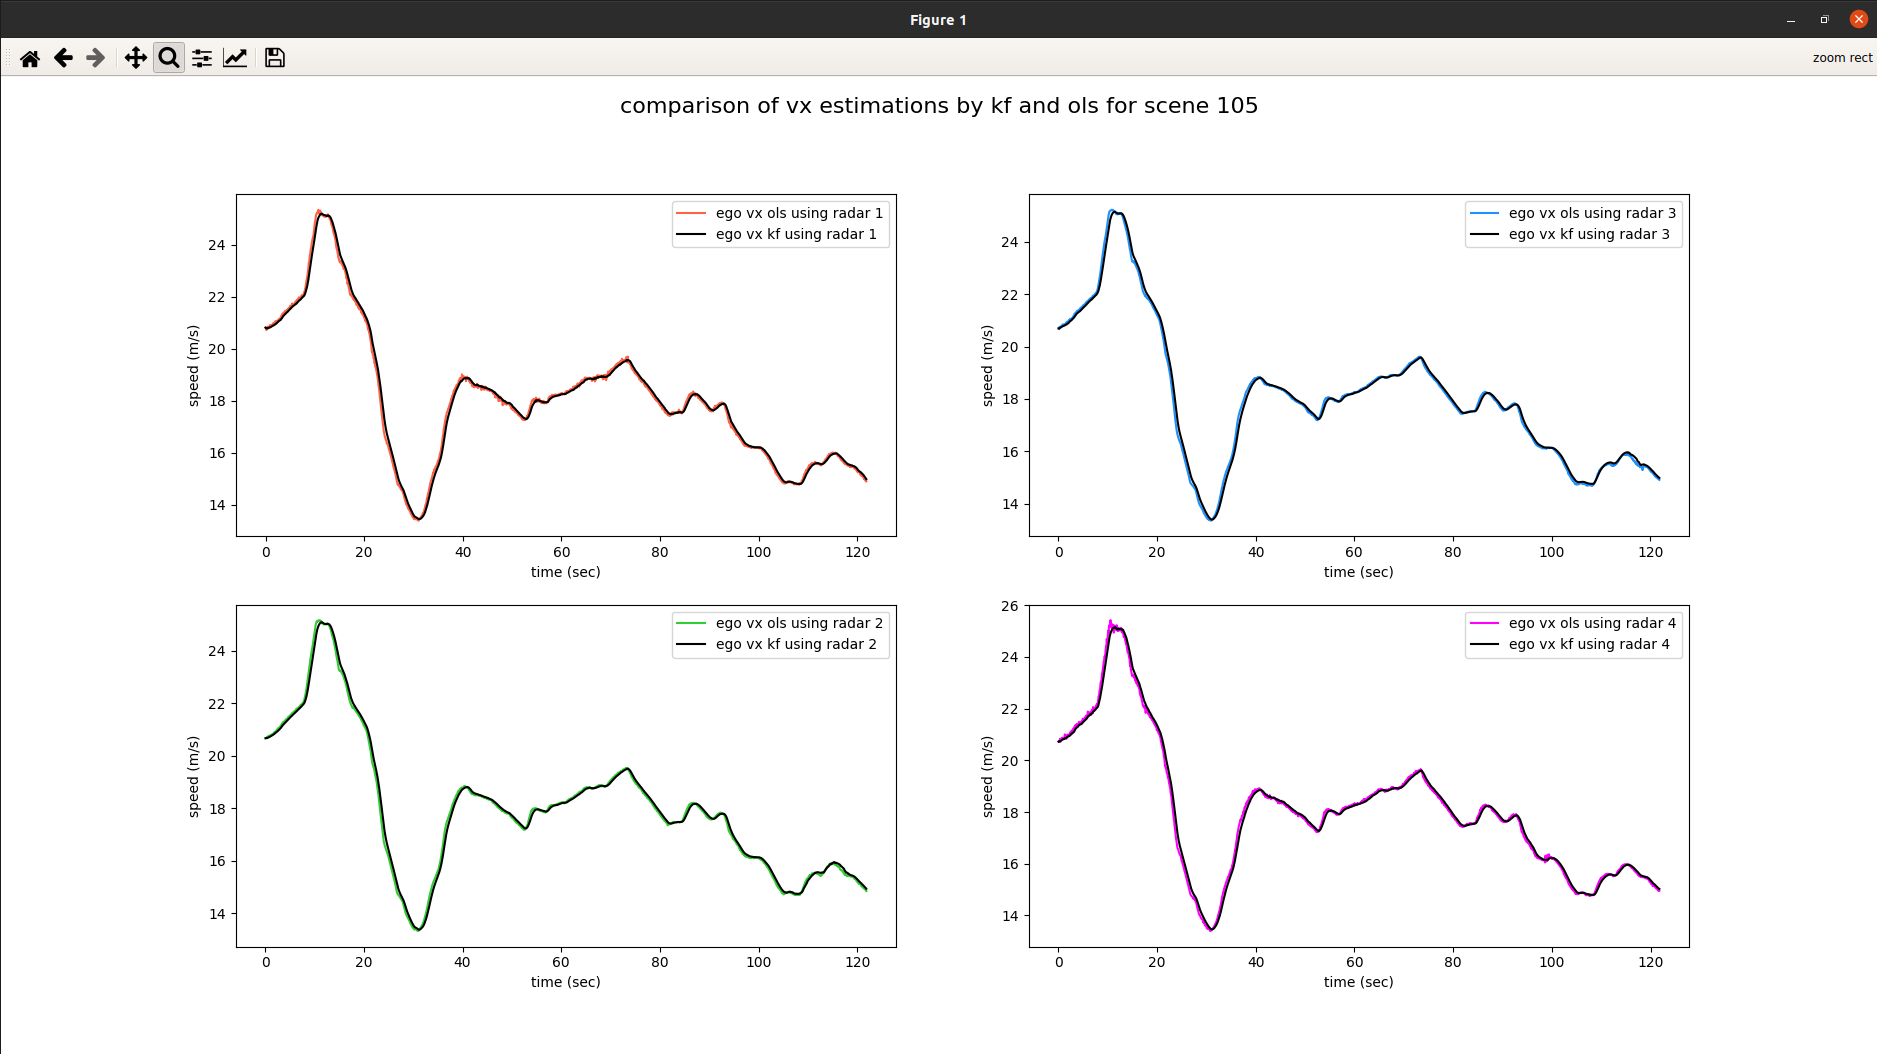 Figure 1
zoom rect
comparison of vx estimations by kf and ols for scene 105
ego vx ols using radar 1
ego vx kf using radar 1
24
22
20
18
16
14
speed (m/s)
0 20 40 60 80 100 120
time (sec)
ego vx ols using radar 3
ego vx kf using radar 3
24
22
20
18
16
14
speed (m/s)
0 20 40 60 80 100 120
time (sec)
ego vx ols using radar 2
ego vx kf using radar 2
24
22
20
18
16
14
speed (m/s)
0 20 40 60 80 100 120
time (sec)
ego vx ols using radar 4
ego vx kf using radar 4
26
24
22
20
18
16
14
speed (m/s)
0 20 40 60 80 100 120
time (sec)